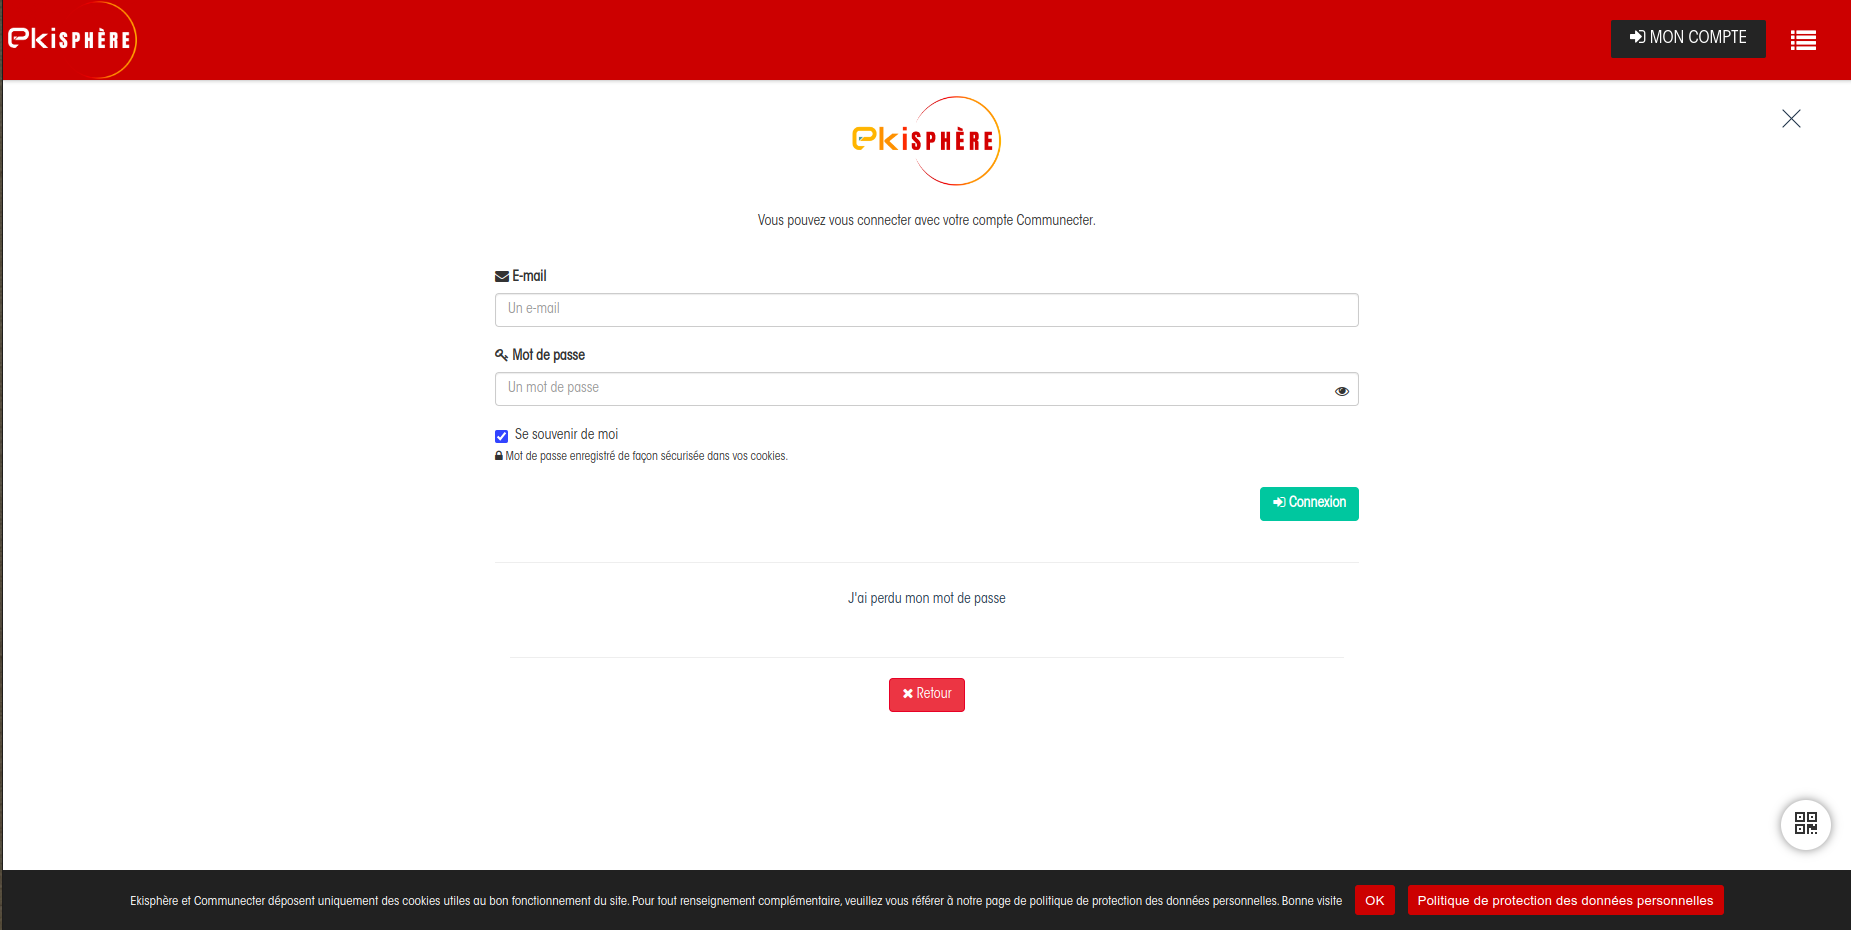 ekiSPHÈRE
MON COMPTE
ekiSPHÈRE
Vous pouvez vous connecter avec votre compte Communecter.
E-mail
Un e-mail
Mot de passe
Un mot de passe
Se souvenir de moi
Mot de passe enregistré de façon sécurisée dans vos cookies.
Connexion
J'ai perdu mon mot de passe
Retour
Ekisphère et Communecter déposent uniquement des cookies utiles au bon fonctionnement du site. Pour tout renseignement complémentaire, veuillez vous référer à notre page de politique de protection des données personnelles. Bonne visite
OK
Politique de protection des données personnelles